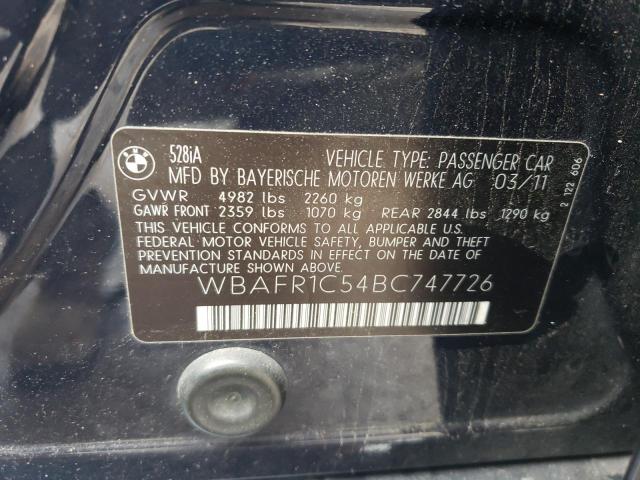 BMW
528iA
VEHICLE TYPE: PASSENGER CAR
MFD BY BAYERISCHE MOTOREN WERKE AG 03/11
GVWR 4982 lbs 2260 kg
GAWR FRONT 2359 lbs 1070 kg REAR 2844 lbs 1290 kg
THIS VEHICLE CONFORMS TO ALL APPLICABLE U.S.
FEDERAL MOTOR VEHICLE SAFETY, BUMPER AND THEFT
PREVENTION STANDARDS IN EFFECT ON THE DATE OF
MANUFACTURE SHOWN ABOVE.
WBAFR1C54BC747726
2 122 606